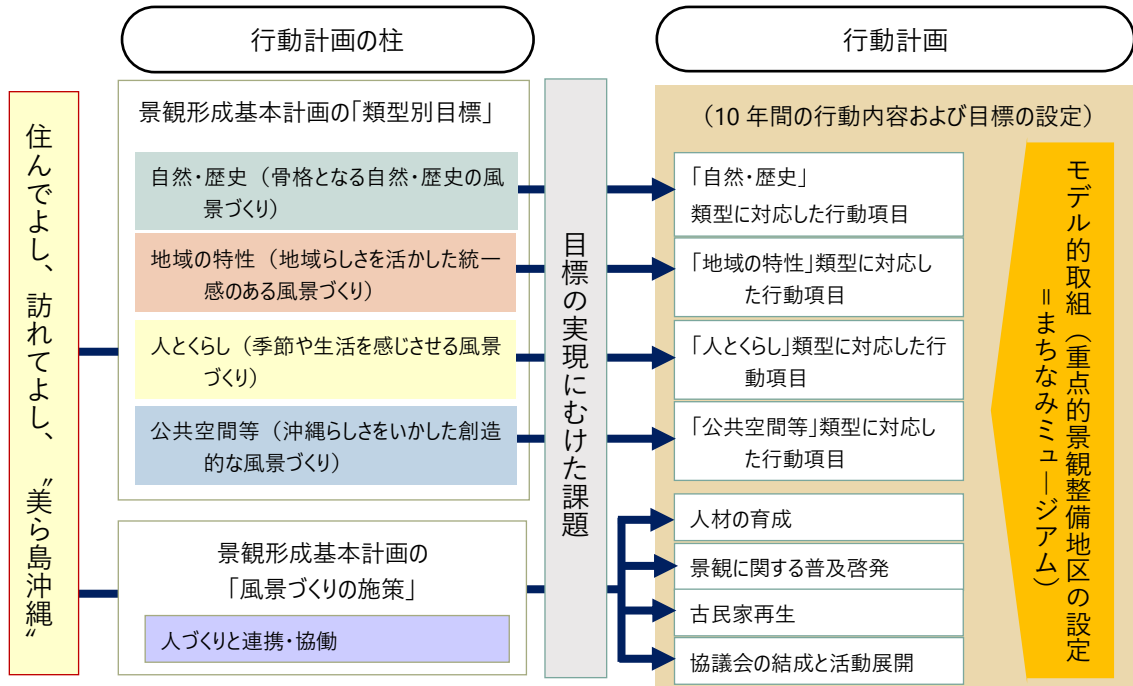 行動計画の柱
行動計画
住んでよし、訪れてよし、“美ら島沖縄”
景観形成基本計画の「類型別目標」
自然・歴史（骨格となる自然・歴史の風
景づくり）
地域の特性（地域らしさを活かした統一
感のある風景づくり）
人とくらし（季節や生活を感じさせる風景
づくり）
公共空間等（沖縄らしさをいかした創造
的な風景づくり）
景観形成基本計画の
「風景づくりの施策」
人づくりと連携・協働
目標の実現にむけた課題
（10 年間の行動内容および目標の設定）
「自然・歴史」
類型に対応した行動項目
「地域の特性」類型に対応し
た行動項目
「人とくらし」類型に対応した行
動項目
「公共空間等」類型に対応し
た行動項目
人材の育成
景観に関する普及啓発
古民家再生
協議会の結成と活動展開
モデル的取組（重点的景観整備地区の設定
＝まちなみミュージアム）